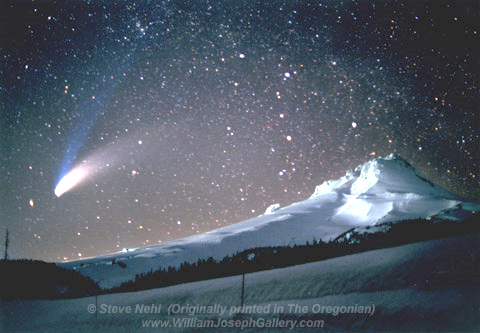 © Steve Nehl (Originally printed in The Oregonian)
www.WilliamJosephGallery.com